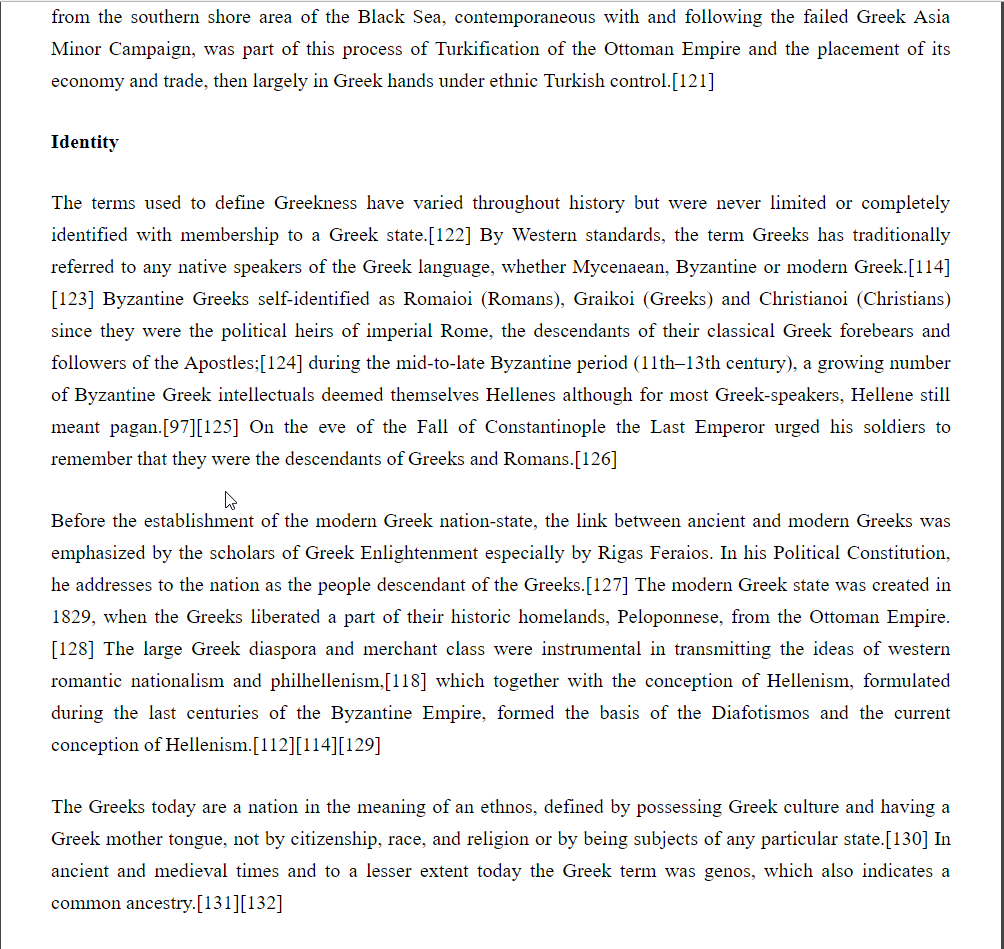 from the southern shore area of the Black Sea, contemporaneous with and following the failed Greek Asia
Minor Campaign, was part of this process of Turkification of the Ottoman Empire and the placement of its
economy and trade, then largely in Greek hands under ethnic Turkish control.[121]
Identity
The terms used to define Greekness have varied throughout history but were never limited or completely
identified with membership to a Greek state.[122] By Western standards, the term Greeks has traditionally
referred to any native speakers of the Greek language, whether Mycenaean, Byzantine or modern Greek.[114]
[123] Byzantine Greeks self-identified as Romaioi (Romans), Graikoi (Greeks) and Christianoi (Christians)
since they were the political heirs of imperial Rome, the descendants of their classical Greek forebears and
followers of the Apostles;[124] during the mid-to-late Byzantine period (11th–13th century), a growing number
of Byzantine Greek intellectuals deemed themselves Hellenes although for most Greek-speakers, Hellene still
meant pagan.[97][125] On the eve of the Fall of Constantinople the Last Emperor urged his soldiers to
remember that they were the descendants of Greeks and Romans.[126]
Before the establishment of the modern Greek nation-state, the link between ancient and modern Greeks was
emphasized by the scholars of Greek Enlightenment especially by Rigas Feraios. In his Political Constitution,
he addresses to the nation as the people descendant of the Greeks.[127] The modern Greek state was created in
1829, when the Greeks liberated a part of their historic homelands, Peloponnese, from the Ottoman Empire.
[128] The large Greek diaspora and merchant class were instrumental in transmitting the ideas of western
romantic nationalism and philhellenism,[118] which together with the conception of Hellenism, formulated
during the last centuries of the Byzantine Empire, formed the basis of the Diafotismos and the current
conception of Hellenism.[112][114][129]
The Greeks today are a nation in the meaning of an ethnos, defined by possessing Greek culture and having a
Greek mother tongue, not by citizenship, race, and religion or by being subjects of any particular state.[130] In
ancient and medieval times and to a lesser extent today the Greek term was genos, which also indicates a
common ancestry.[131][132]